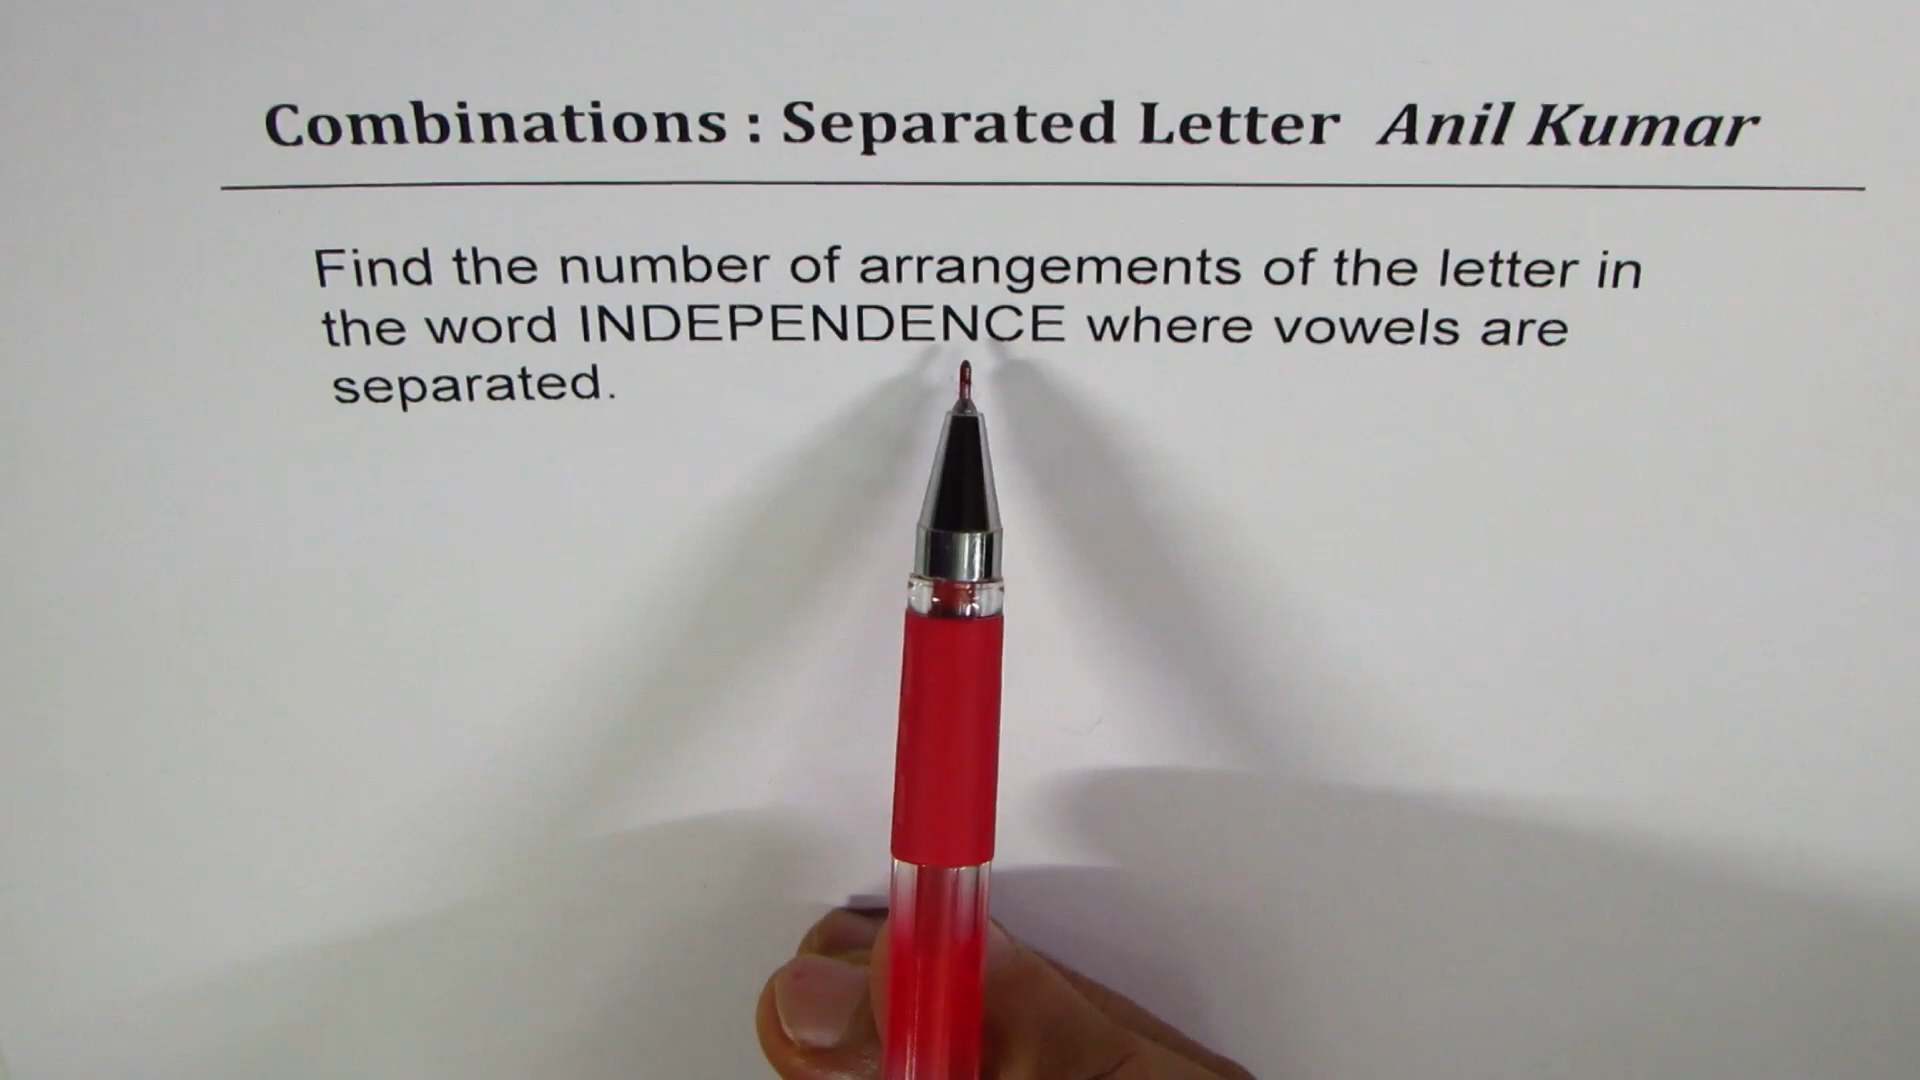 Combinations : Separated Letter Anil Kumar
Find the number of arrangements of the letter in
the word INDEPENDENCE where vowels are
separated.